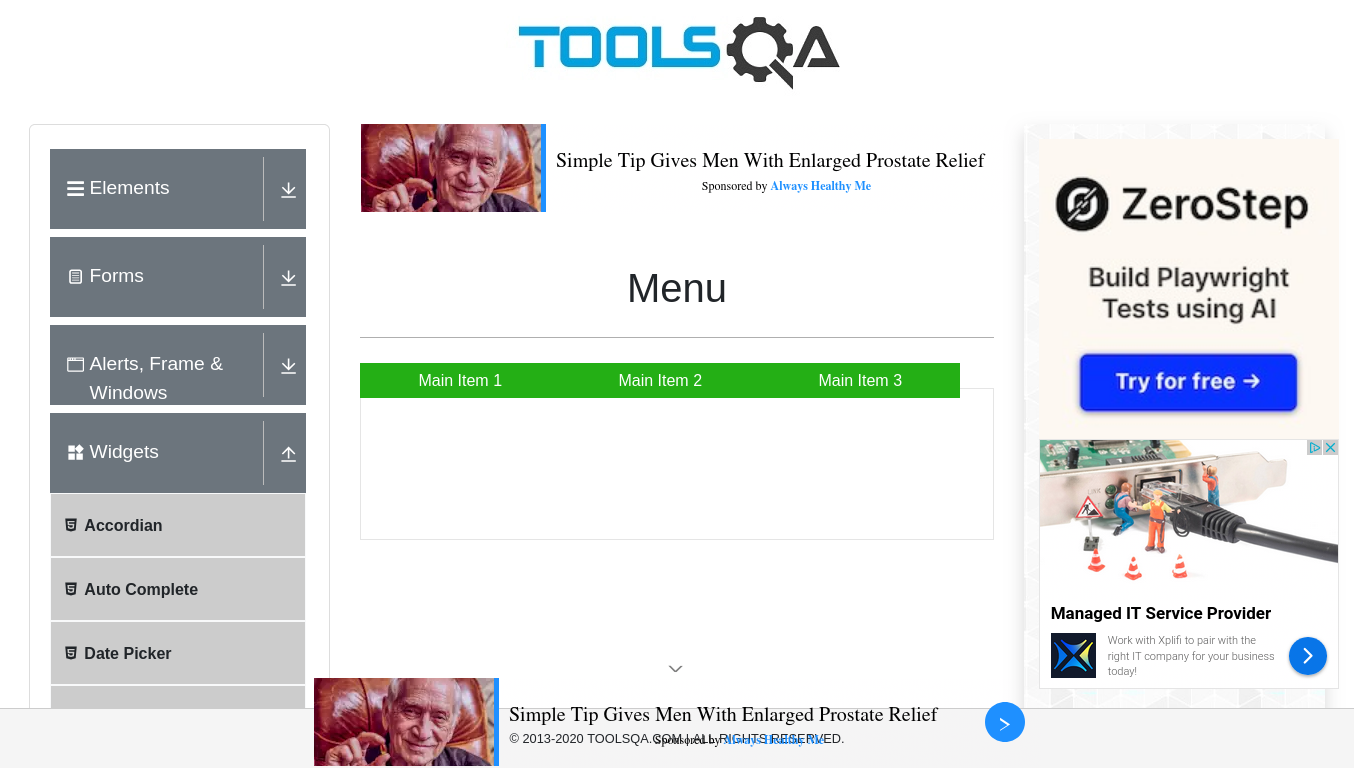 TOOLSQA
Elements
Forms
Alerts, Frame &
Windows
Widgets
Accordian
Auto Complete
Date Picker
Simple Tip Gives Men With Enlarged Prostate Relief
Sponsored by Always Healthy Me
Menu
Main Item 1
Main Item 2
Main Item 3
ZeroStep
Build Playwright
Tests using AI
Try for free →
Managed IT Service Provider
Work with Xplifi to pair with the
right IT company for your business
today!
Simple Tip Gives Men With Enlarged Prostate Relief
Sponsored by Always Healthy Me
© 2013-2020 TOOLSQA.COM | ALL RIGHTS RESERVED.